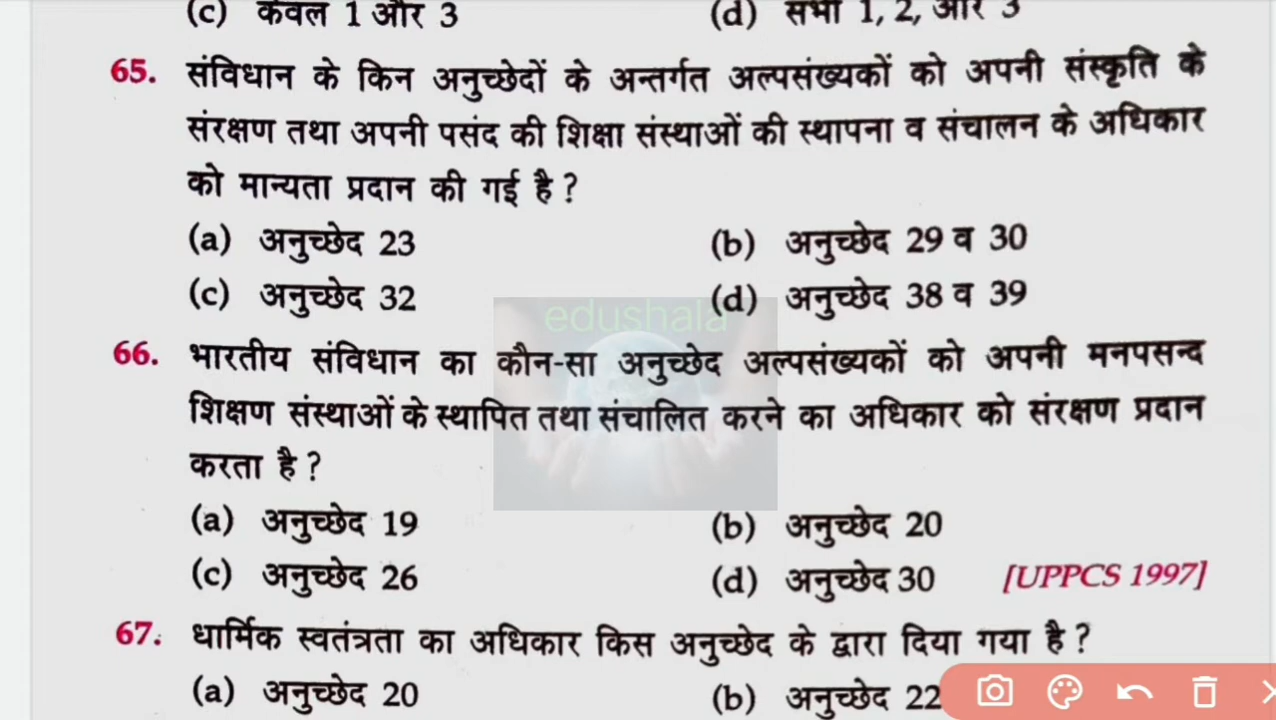 (c) केवल 1 और 3 (d) सभी 1, 2, और 3
65. संविधान के किन अनुच्छेदों के अन्तर्गत अल्पसंख्यकों को अपनी संस्कृति के
संरक्षण तथा अपनी पसंद की शिक्षा संस्थाओं की स्थापना व संचालन के अधिकार
को मान्यता प्रदान की गई है ?
(a) अनुच्छेद 23 (b) अनुच्छेद 29 व 30
(c) अनुच्छेद 32 (d) अनुच्छेद 38 व 39
edushala
66. भारतीय संविधान का कौन-सा अनुच्छेद अल्पसंख्यकों को अपनी मनपसन्द
शिक्षण संस्थाओं के स्थापित तथा संचालित करने का अधिकार को संरक्षण प्रदान
करता है ?
(a) अनुच्छेद 19 (b) अनुच्छेद 20
(c) अनुच्छेद 26 (d) अनुच्छेद 30 [UPPCS 1997]
67. धार्मिक स्वतंत्रता का अधिकार किस अनुच्छेद के द्वारा दिया गया है ?
(a) अनुच्छेद 20 (b) अनुच्छेद 22